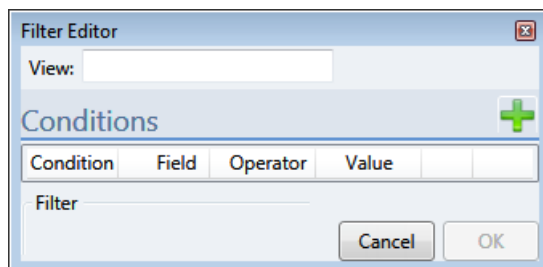 Filter Editor
View:
Conditions
Condition Field Operator Value
Filter
Cancel OK